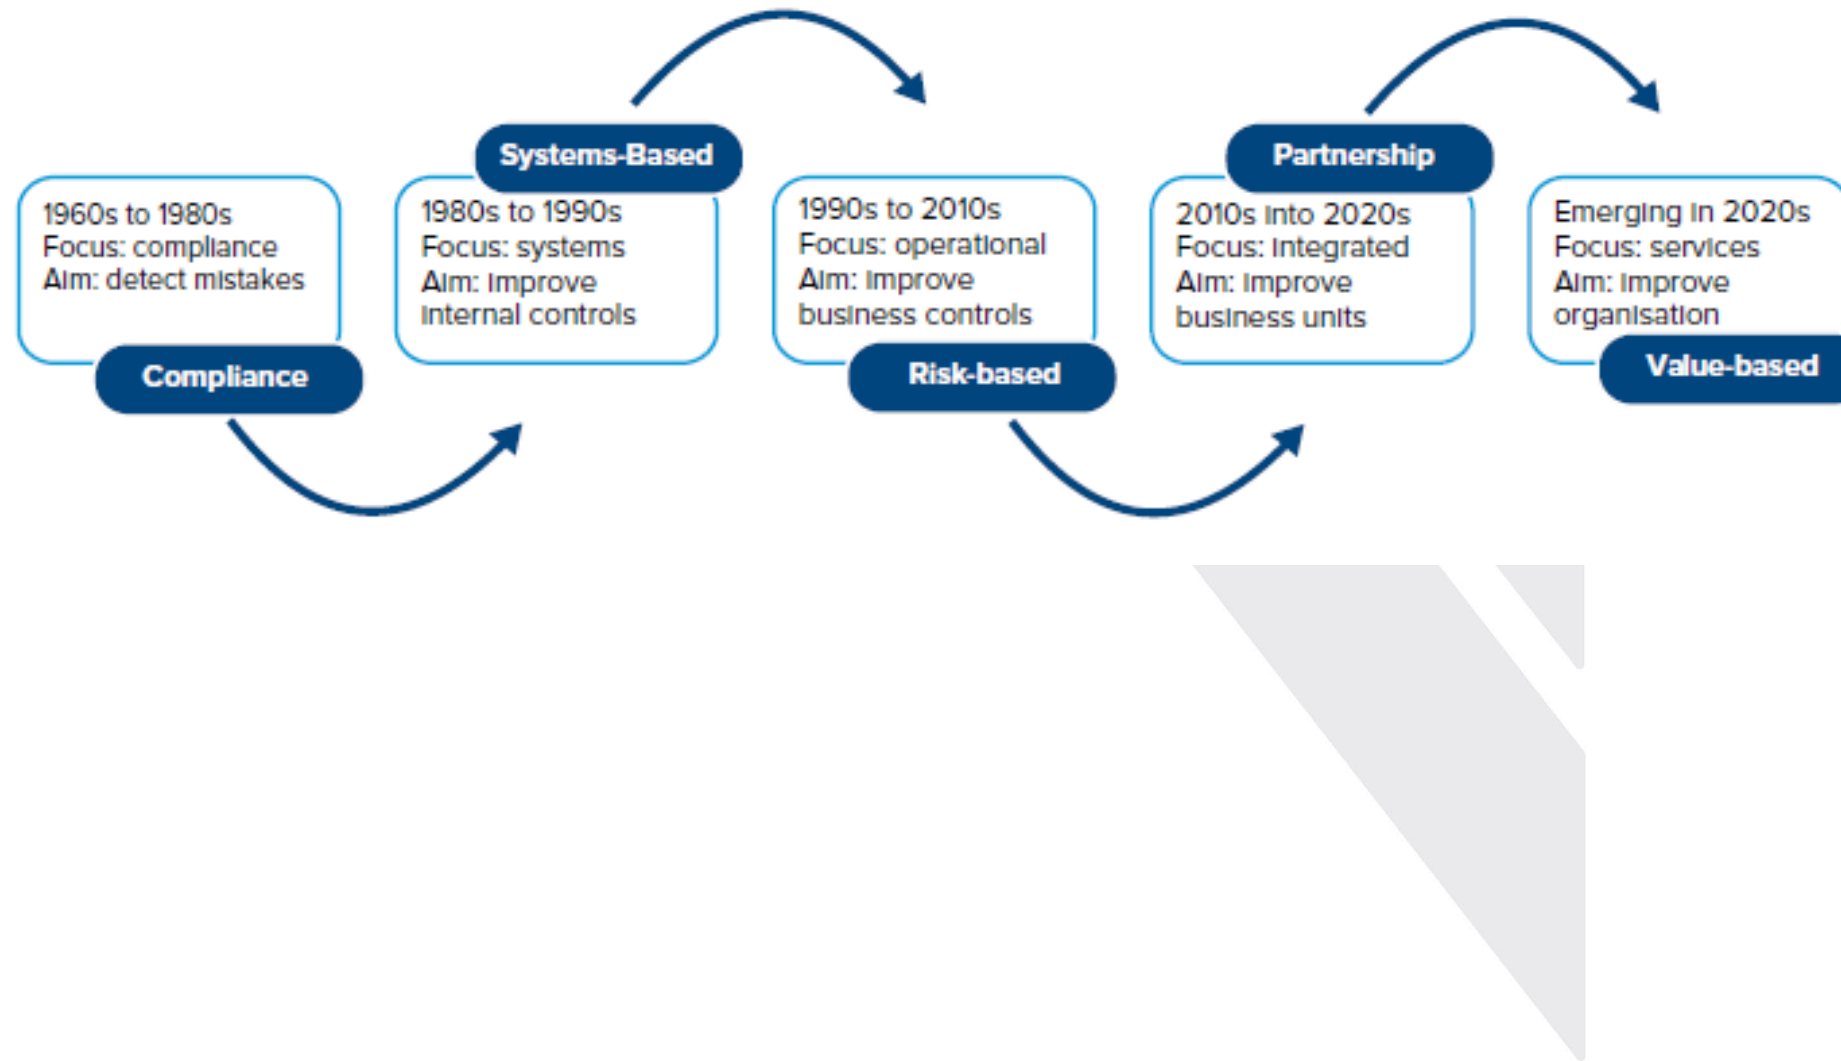 Systems-Based
Partnership
1960s to 1980s
Focus: compliance
Aim: detect mistakes
Compliance
1980s to 1990s
Focus: systems
Aim: improve
internal controls
1990s to 2010s
Focus: operational
Aim: improve
business controls
Risk-based
2010s into 2020s
Focus: integrated
Aim: improve
business units
Emerging in 2020s
Focus: services
Aim: improve
organisation
Value-based